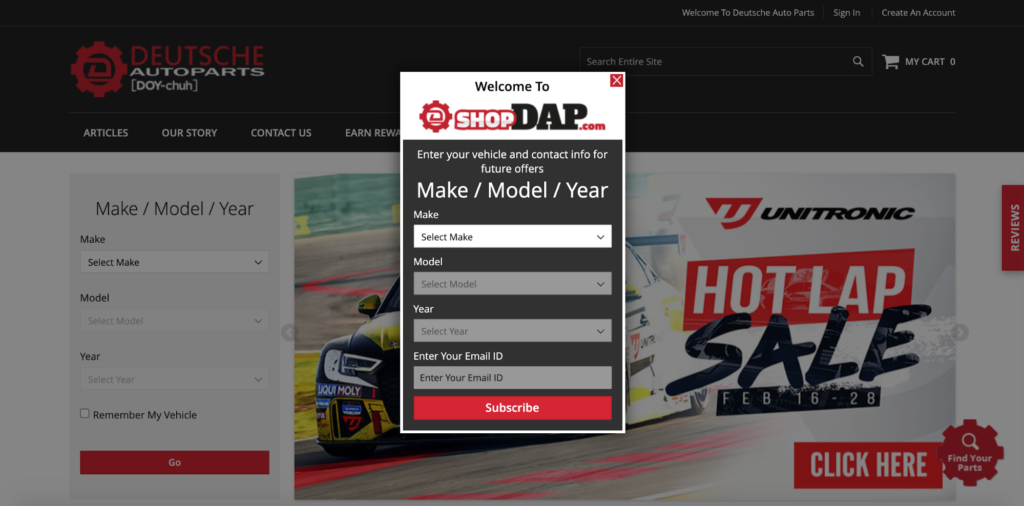 Welcome To Deutsche Auto Parts
Sign In
Create An Account
DEUTSCHE
AUTOPARTS
[DOY-chuh]
Search Entire Site
MY CART 0
ARTICLES
OUR STORY
CONTACT US
EARN REWA
Welcome To
SHOPDAP.com
Enter your vehicle and contact info for
future offers
Make / Model / Year
Make
Select Make
Model
Select Model
Year
Select Year
Enter Your Email ID
Enter Your Email ID
Subscribe
Make / Model / Year
Make
Select Make
Model
Select Model
Year
Select Year
Remember My Vehicle
Go
LIQUI MOLY
UNITRONIC
HOT LAP
SALE
FEB 16-28
CLICK HERE
Find Your
Parts
REVIEWS